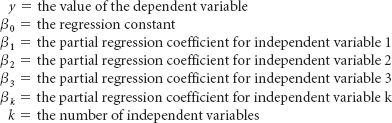 y = the value of the dependent variable
β₀ = the regression constant
β₁ = the partial regression coefficient for independent variable 1
β₂ = the partial regression coefficient for independent variable 2
β₃ = the partial regression coefficient for independent variable 3
βₖ = the partial regression coefficient for independent variable k
k = the number of independent variables